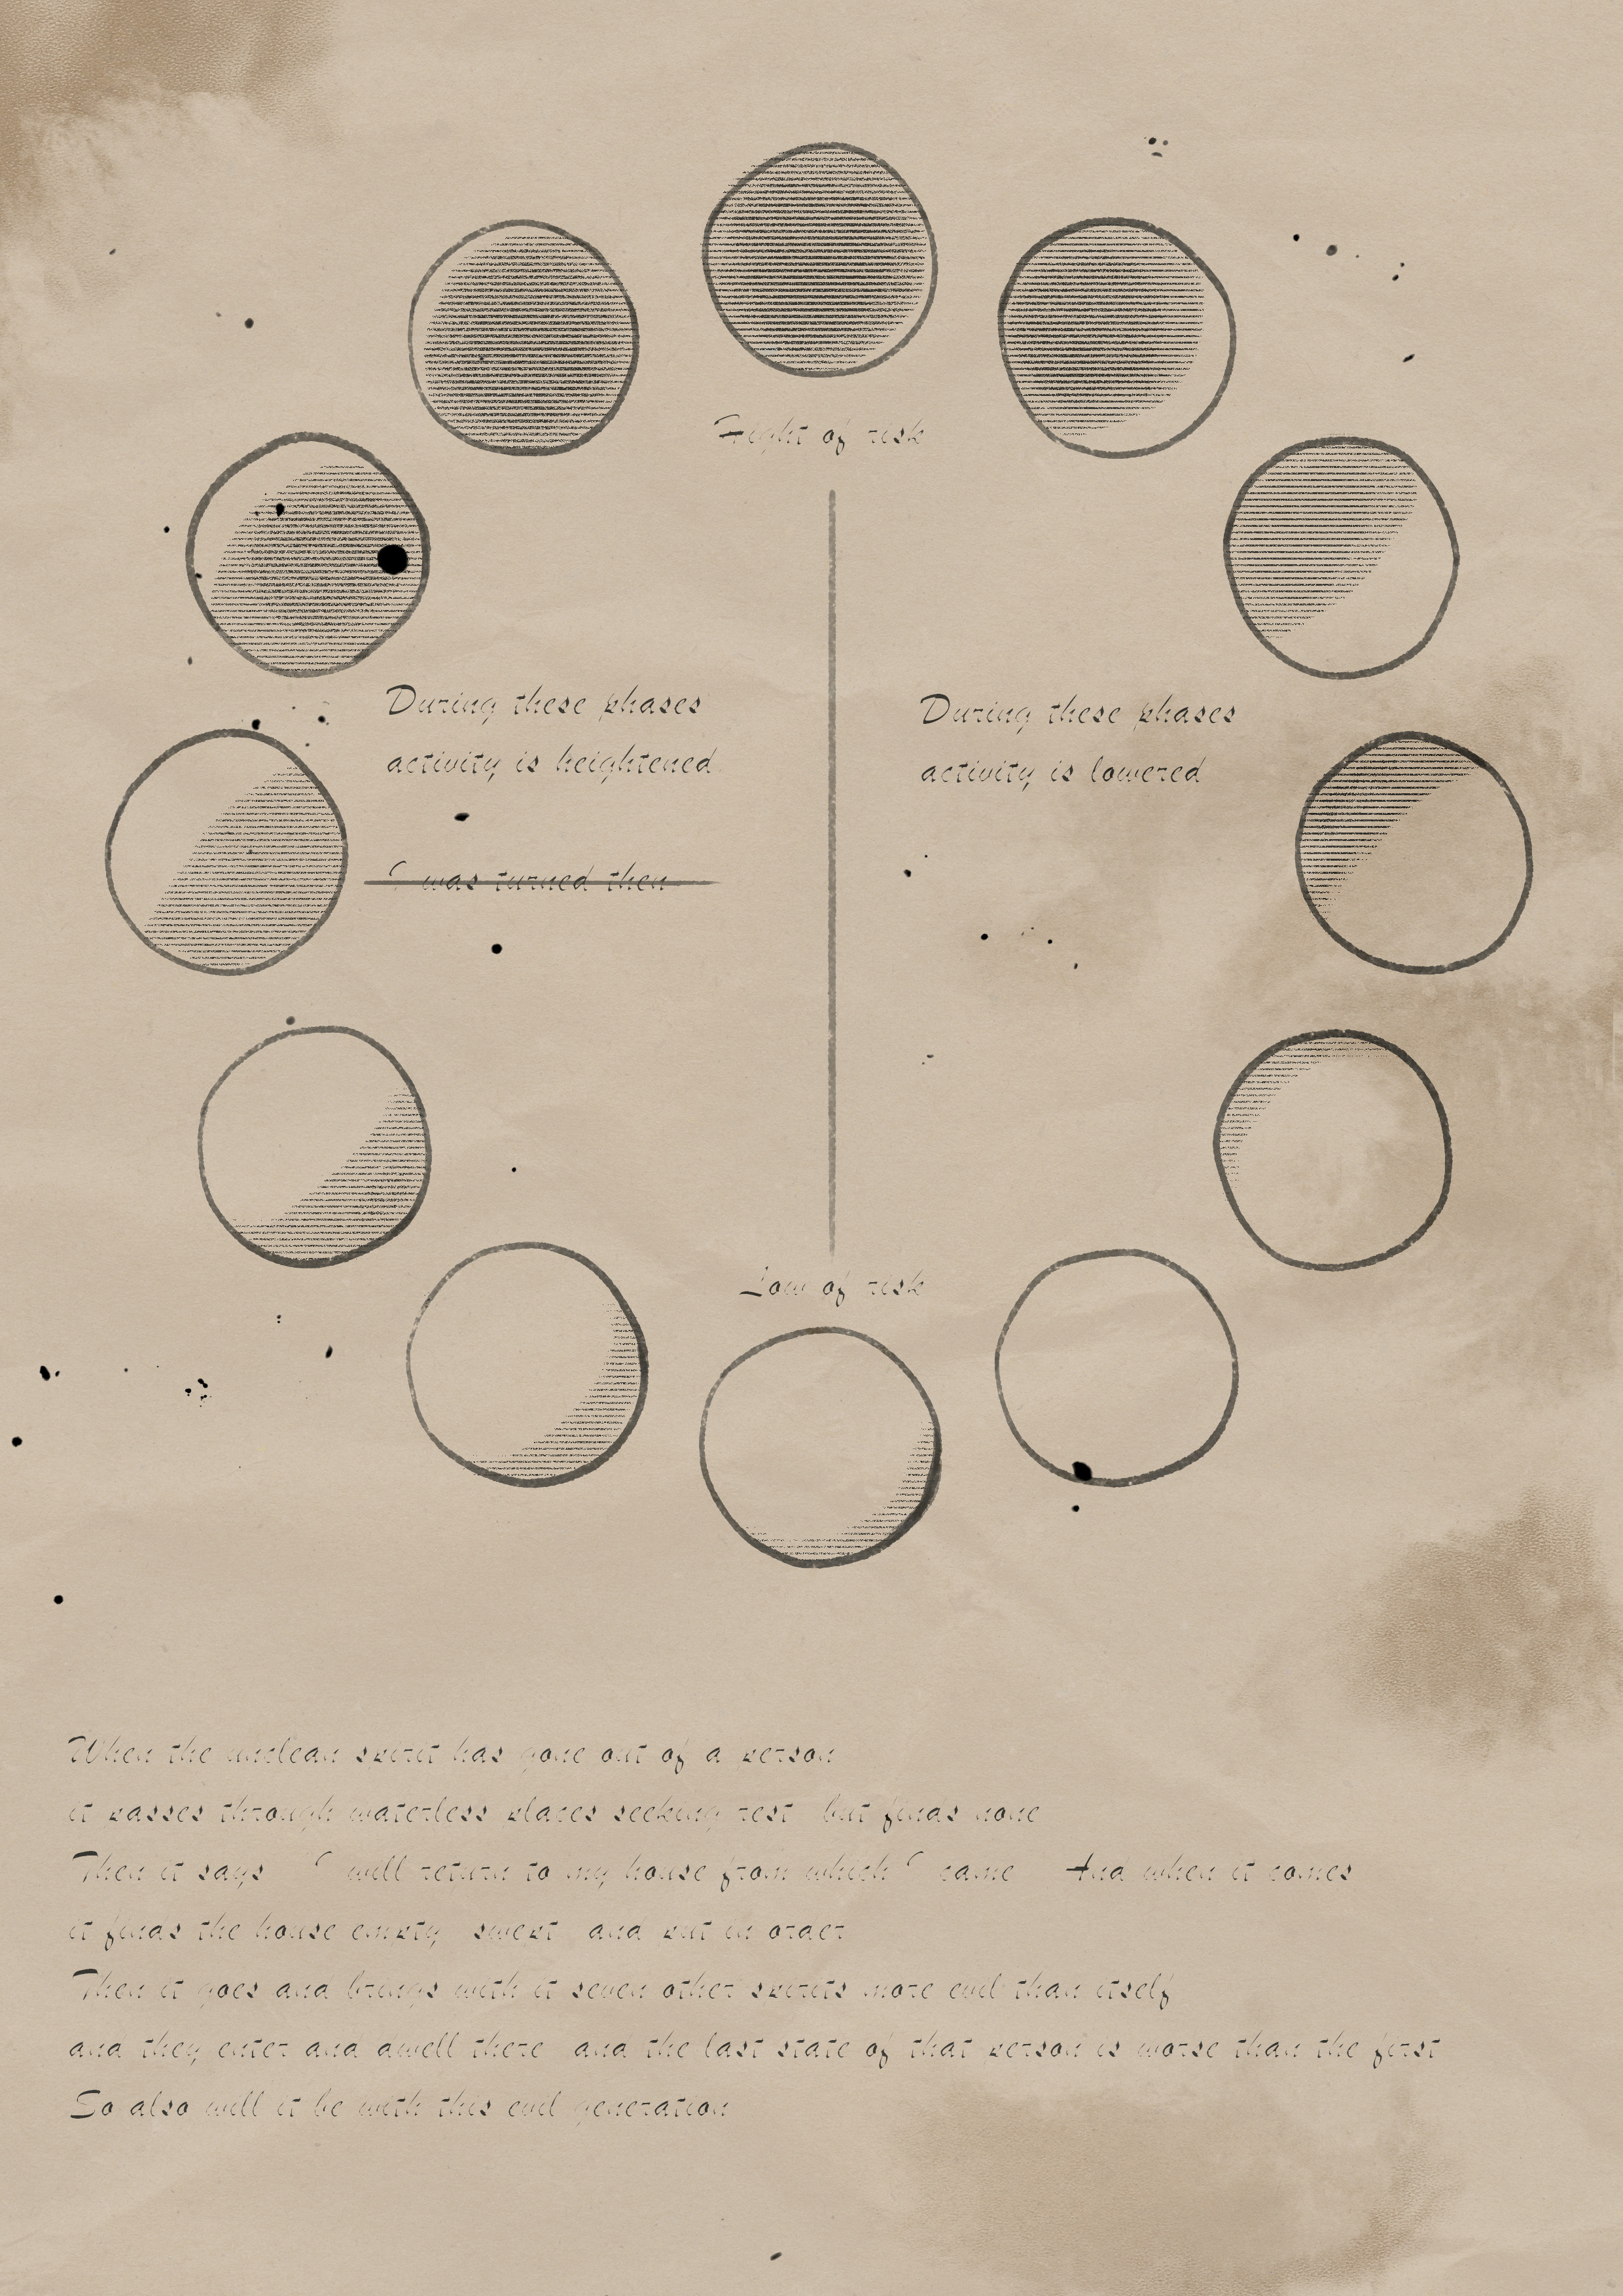 Hight of risk
During these phases
activity is heightened
I was turned then
During these phases
activity is lowered
Low of risk
When the unclean spirit has gone out of a person
it passes through waterless places seeking rest but finds none
Then it says I will return to my house from which I came And when it comes
it finds the house empty swept and put in order
Then it goes and brings with it seven other spirits more evil than itself
and they enter and dwell there and the last state of that person is worse than the first
So also will it be with this evil generation